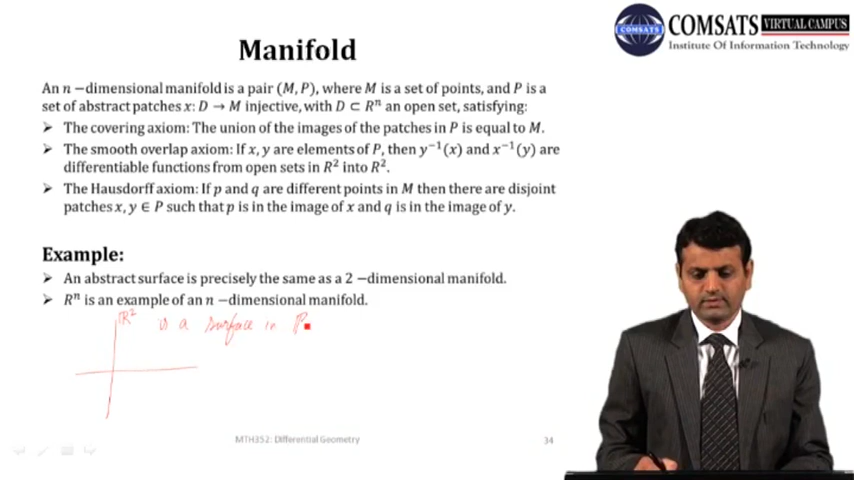 COMSATS VIRTUAL CAMPUS
COMSATS
Institute Of Information Technology
Manifold
An n −dimensional manifold is a pair (M, P), where M is a set of points, and P is a
set of abstract patches x: D → M injective, with D ⊂ Rⁿ an open set, satisfying:
➢ The covering axiom: The union of the images of the patches in P is equal to M.
➢ The smooth overlap axiom: If x, y are elements of P, then y⁻¹(x) and x⁻¹(y) are
differentiable functions from open sets in R² into R².
➢ The Hausdorff axiom: If p and q are different points in M then there are disjoint
patches x, y ∈ P such that p is in the image of x and q is in the image of y.
Example:
➢ An abstract surface is precisely the same as a 2 −dimensional manifold.
➢ Rⁿ is an example of an n −dimensional manifold.
R² is a surface in
MTH352: Differential Geometry
34